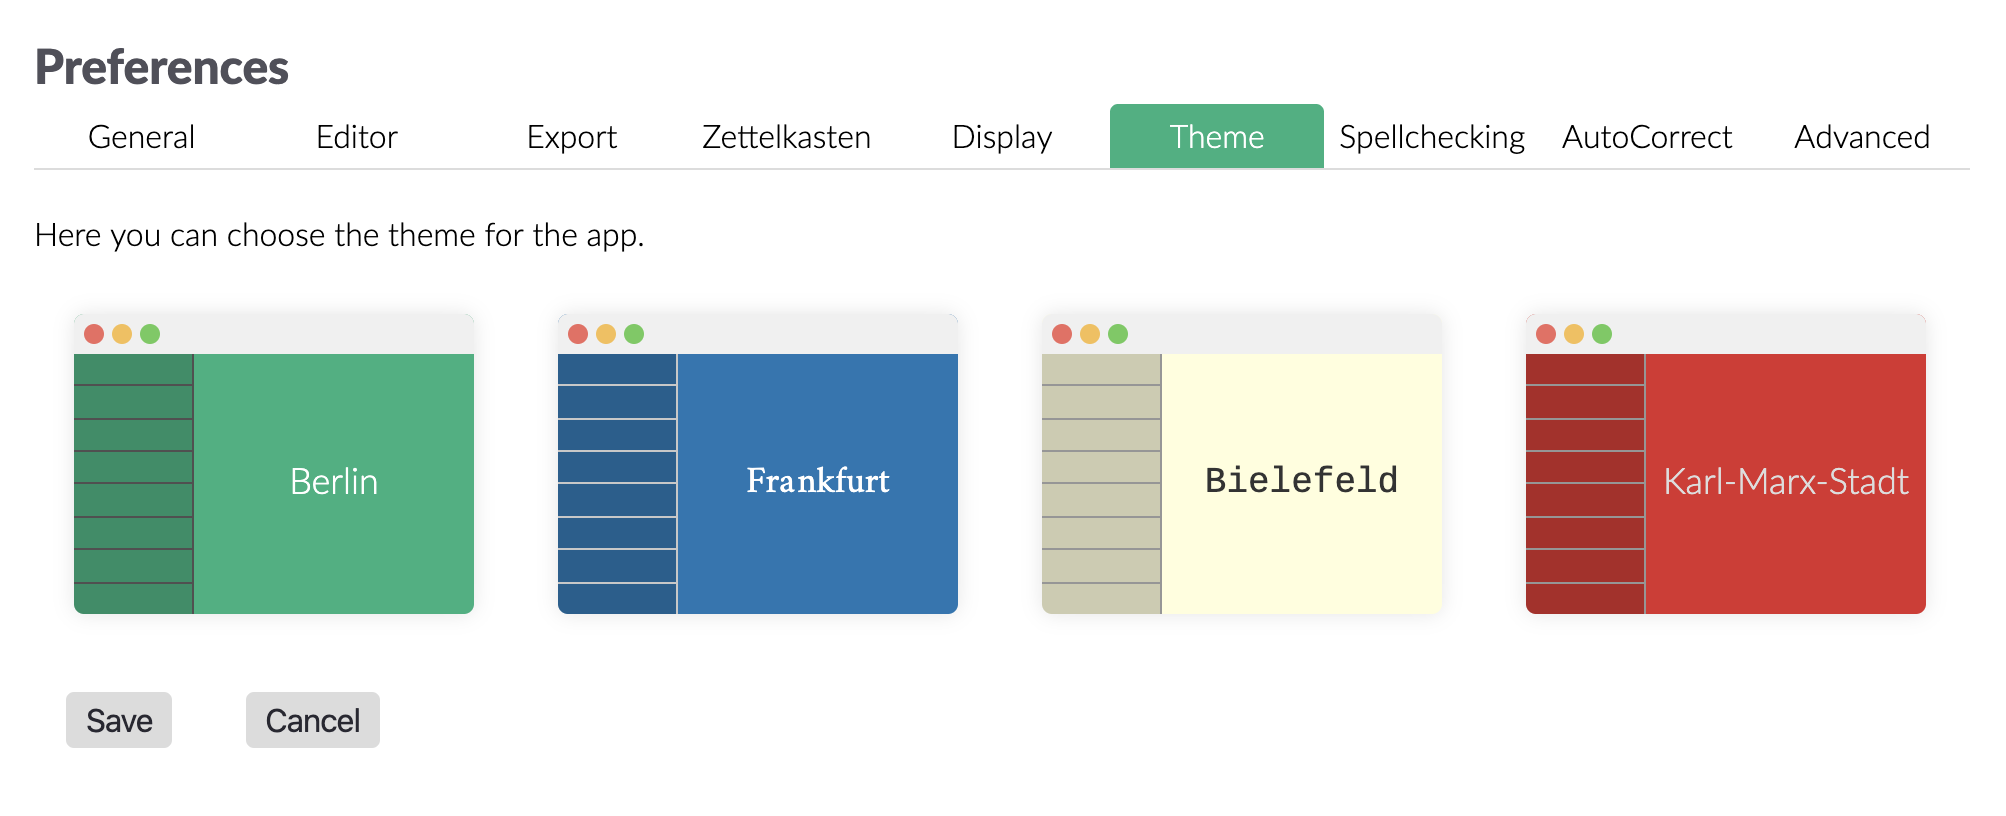 Preferences
General Editor Export Zettelkasten Display Theme Spellchecking AutoCorrect Advanced
Here you can choose the theme for the app.
Berlin Frankfurt Bielefeld Karl-Marx-Stadt
Save Cancel